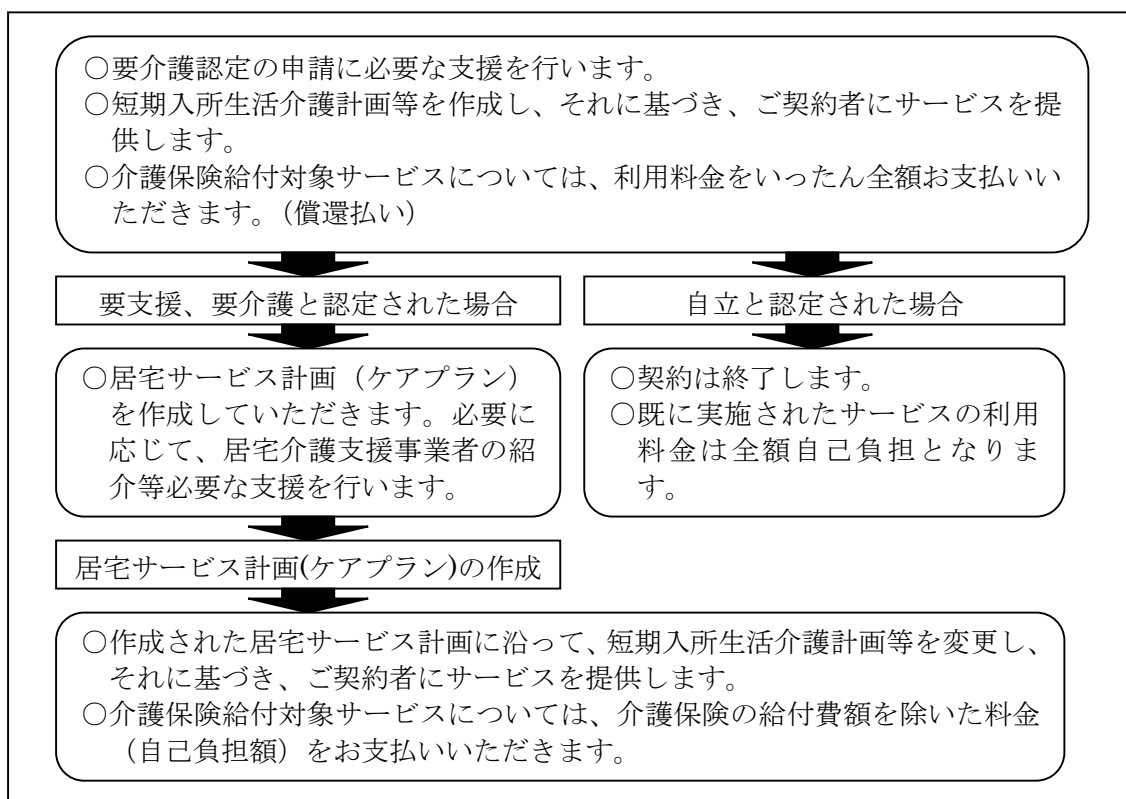 ○要介護認定の申請に必要な支援を行います。
○短期入所生活介護計画等を作成し、それに基づき、ご契約者にサービスを提
供します。
○介護保険給付対象サービスについては、利用料金をいったん全額お支払いい
ただきます。（償還払い）
要支援、要介護と認定された場合
自立と認定された場合
○居宅サービス計画（ケアプラン）
を作成していただきます。必要に
応じて、居宅介護支援事業者の紹
介等必要な支援を行います。
○契約は終了します。
○既に実施されたサービスの利用
料金は全額自己負担となりま
す。
居宅サービス計画(ケアプラン)の作成
○作成された居宅サービス計画に沿って、短期入所生活介護計画等を変更し、
それに基づき、ご契約者にサービスを提供します。
○介護保険給付対象サービスについては、介護保険の給付費額を除いた料金
（自己負担額）をお支払いいただきます。